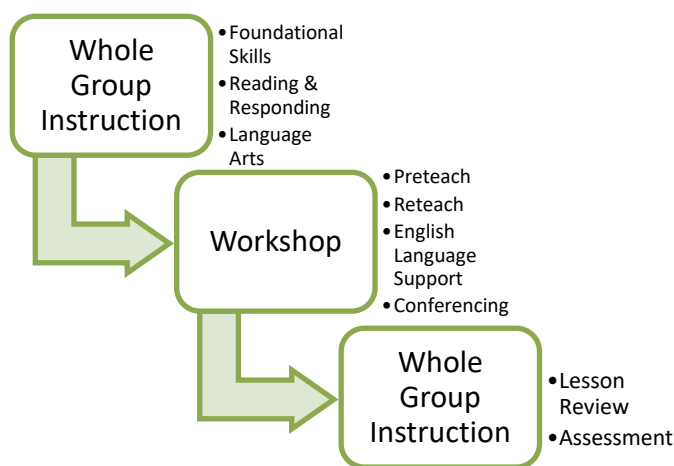 Whole
Group
Instruction
•Foundational
Skills
•Reading &
Responding
•Language
Arts
Workshop
•Preteach
•Reteach
•English
Language
Support
•Conferencing
Whole
Group
Instruction
•Lesson
Review
•Assessment